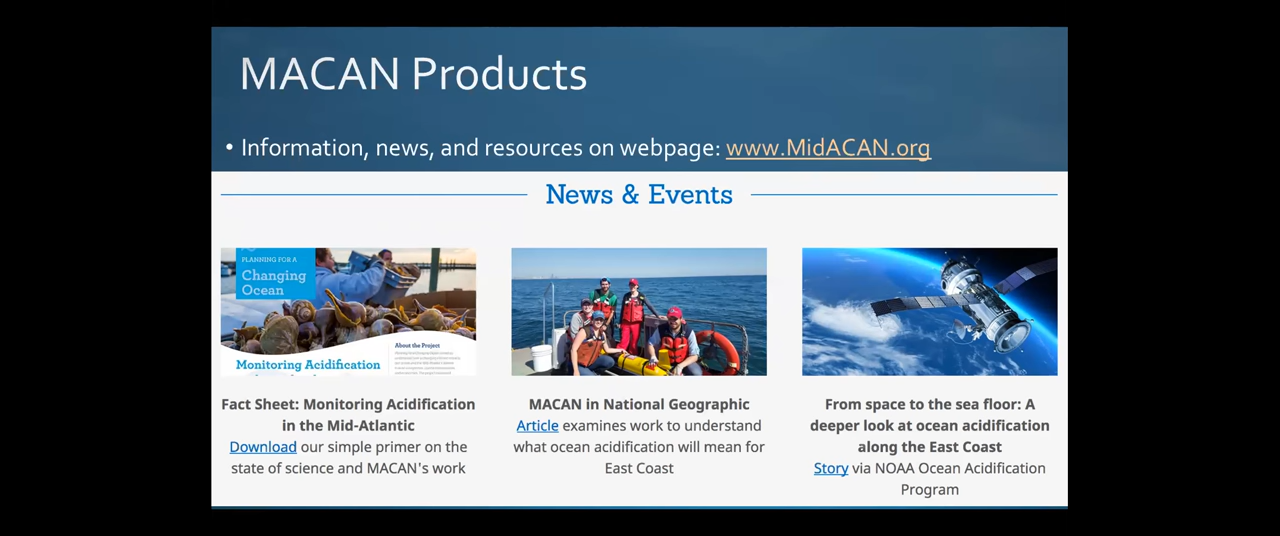 MACAN Products
• Information, news, and resources on webpage: www.MidACAN.org
News & Events
PLANNING FOR A
Changing
Ocean
About the Project
Monitoring Acidification
Fact Sheet: Monitoring Acidification
in the Mid-Atlantic
Download our simple primer on the
state of science and MACAN's work
MACAN in National Geographic
Article examines work to understand
what ocean acidification will mean for
East Coast
From space to the sea floor: A
deeper look at ocean acidification
along the East Coast
Story via NOAA Ocean Acidification
Program